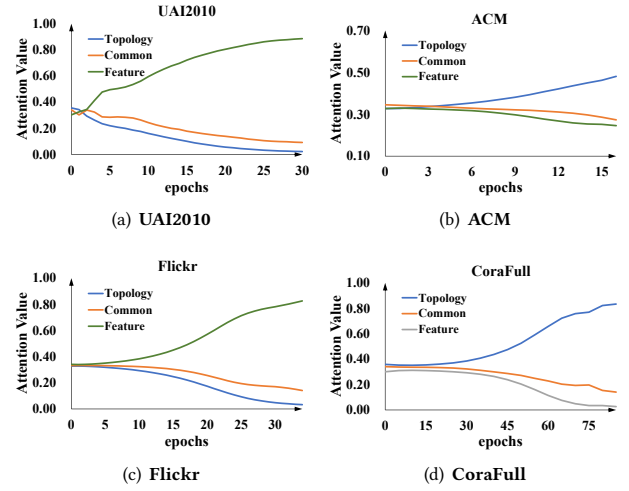 UAI2010
Attention Value
1.00
0.80
0.60
0.40
0.20
0.00
Topology
Common
Feature
0
5
10
15
20
25
30
epochs
(a) UAI2010
ACM
Attention Value
0.70
0.50
0.30
0.10
Topology
Common
Feature
0
3
6
9
12
15
epochs
(b) ACM
Flickr
Attention Value
1.00
0.80
0.60
0.40
0.20
0.00
Topology
Common
Feature
0
5
10
15
20
25
30
epochs
(c) Flickr
CoraFull
Attention Value
1.00
0.80
0.60
0.40
0.20
0.00
Topology
Common
Feature
0
15
30
45
60
75
epochs
(d) CoraFull